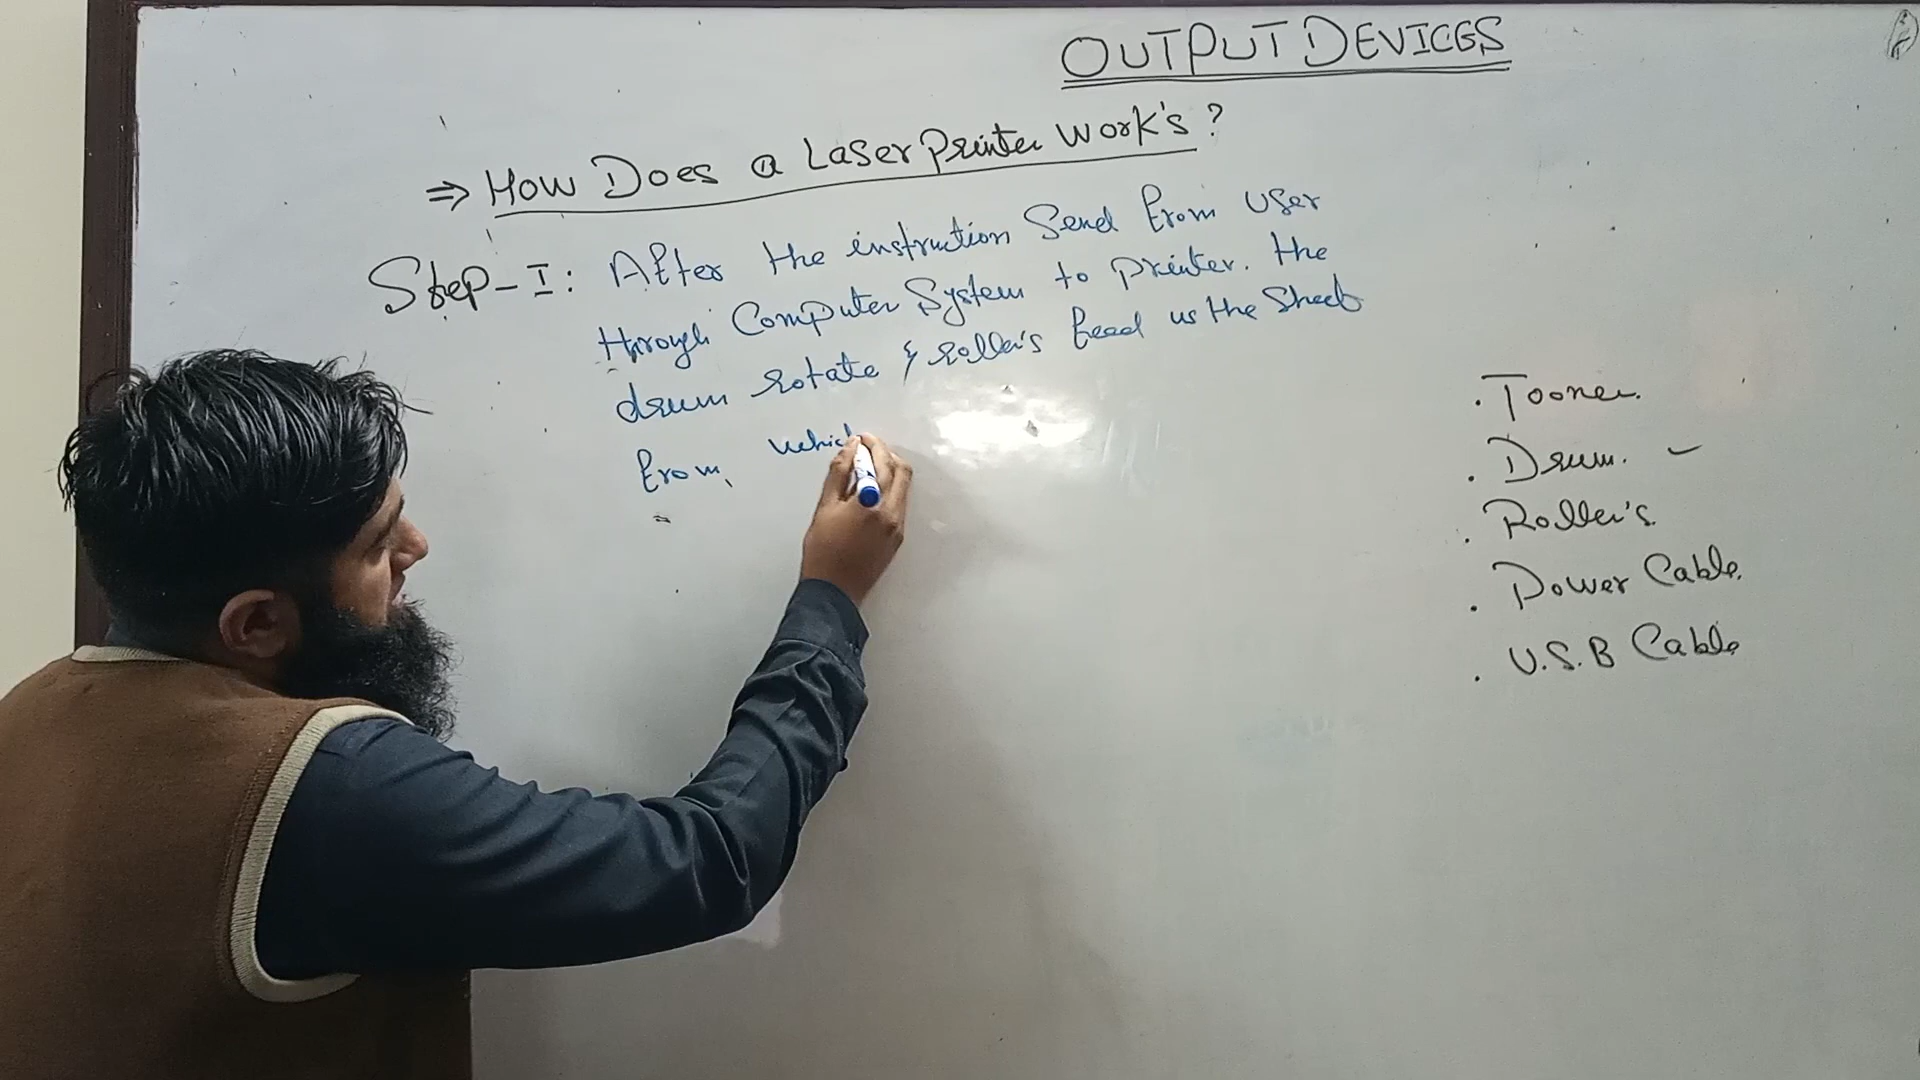 OUTPUT DEVICES
⇒ How Does a Laser Printer Work's ?
Step-I : After the instruction Send From User
through Computer System to printer. the
drum rotate & roller's feed us the Sheet
From, which
. Tooner.
. Drum. -
. Roller's.
. Power Cable.
. U.S.B Cable